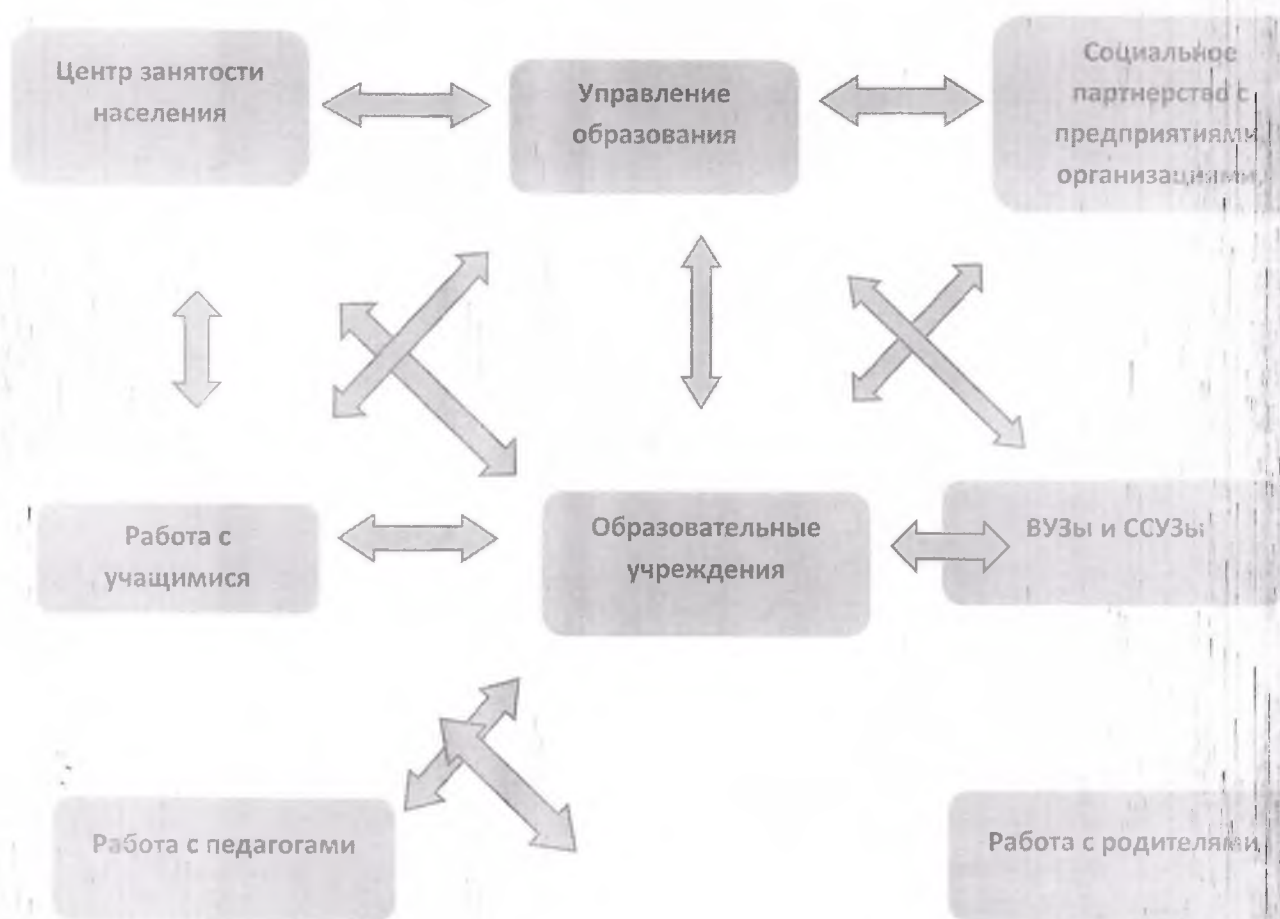 Центр занятости
населения
Управление
образования
Социальное
партнерство с
предприятиями,
организациями,
Работа с
учащимися
Образовательные
учреждения
ВУЗы и ССУЗы
Работа с педагогами
Работа с родителями,